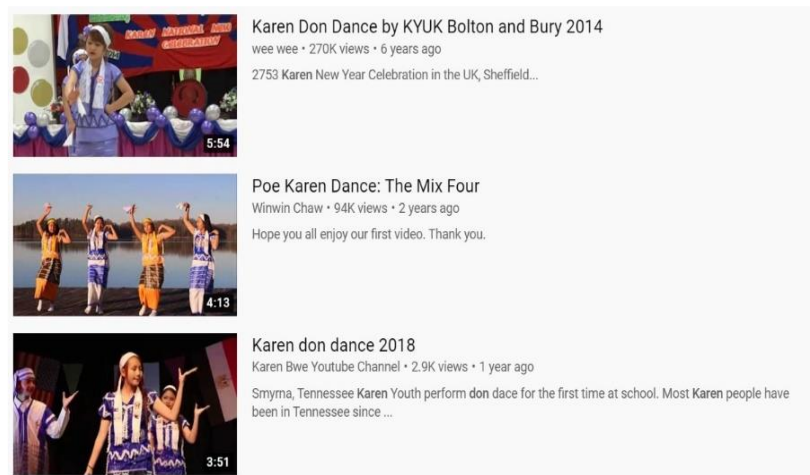 KAREN NATIONAL NEW
CELEBRATION
5:54
Karen Don Dance by KYUK Bolton and Bury 2014
wee wee • 270K views • 6 years ago
2753 Karen New Year Celebration in the UK, Sheffield...
4:13
Poe Karen Dance: The Mix Four
Winwin Chaw • 94K views • 2 years ago
Hope you all enjoy our first video. Thank you.
3:51
Karen don dance 2018
Karen Bwe Youtube Channel • 2.9K views • 1 year ago
Smyrna, Tennessee Karen Youth perform don dace for the first time at school. Most Karen people have
been in Tennessee since ...